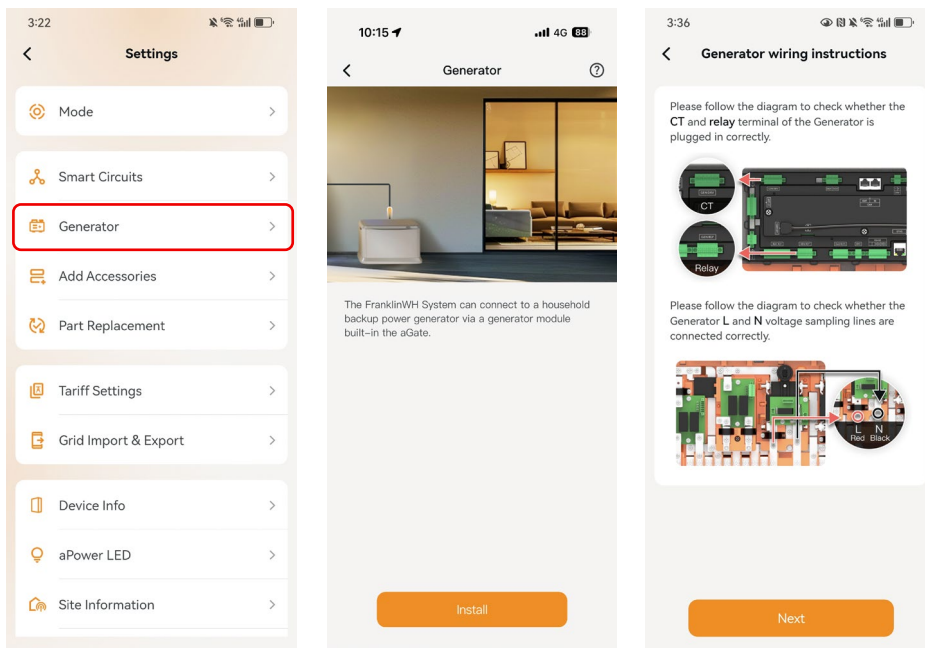 3:22
Settings
Mode
Smart Circuits
Generator
Add Accessories
Part Replacement
Tariff Settings
Grid Import & Export
Device Info
aPower LED
Site Information
10:15
4G 88
Generator
The FranklinWH System can connect to a household
backup power generator via a generator module
built-in the aGate.
Install
3:36
Generator wiring instructions
Please follow the diagram to check whether the
CT and relay terminal of the Generator is
plugged in correctly.
CT
Relay
Please follow the diagram to check whether the
Generator L and N voltage sampling lines are
connected correctly.
L N
Red Black
Next